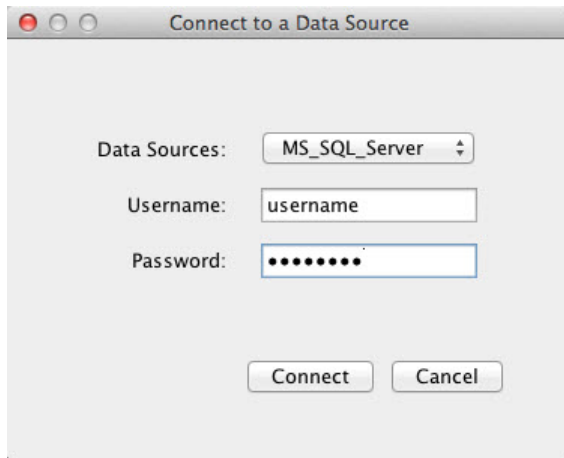 Connect to a Data Source
Data Sources: MS_SQL_Server
Username: username
Password: ••••••••
Connect Cancel